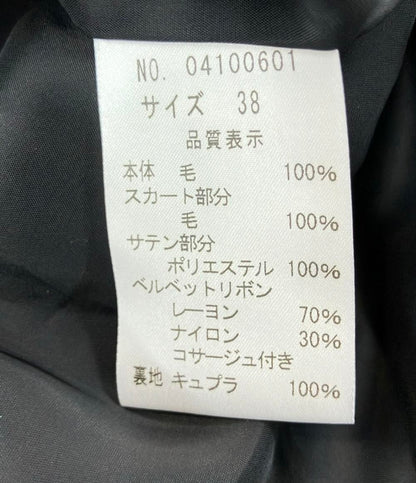 NO. 04100601
サイズ 38
品質表示
本体 毛 100%
スカート部分
毛 100%
サテン部分
ポリエステル 100%
ベルベットリボン
レーヨン 70%
ナイロン 30%
コサージュ付き
裏地 キュプラ 100%